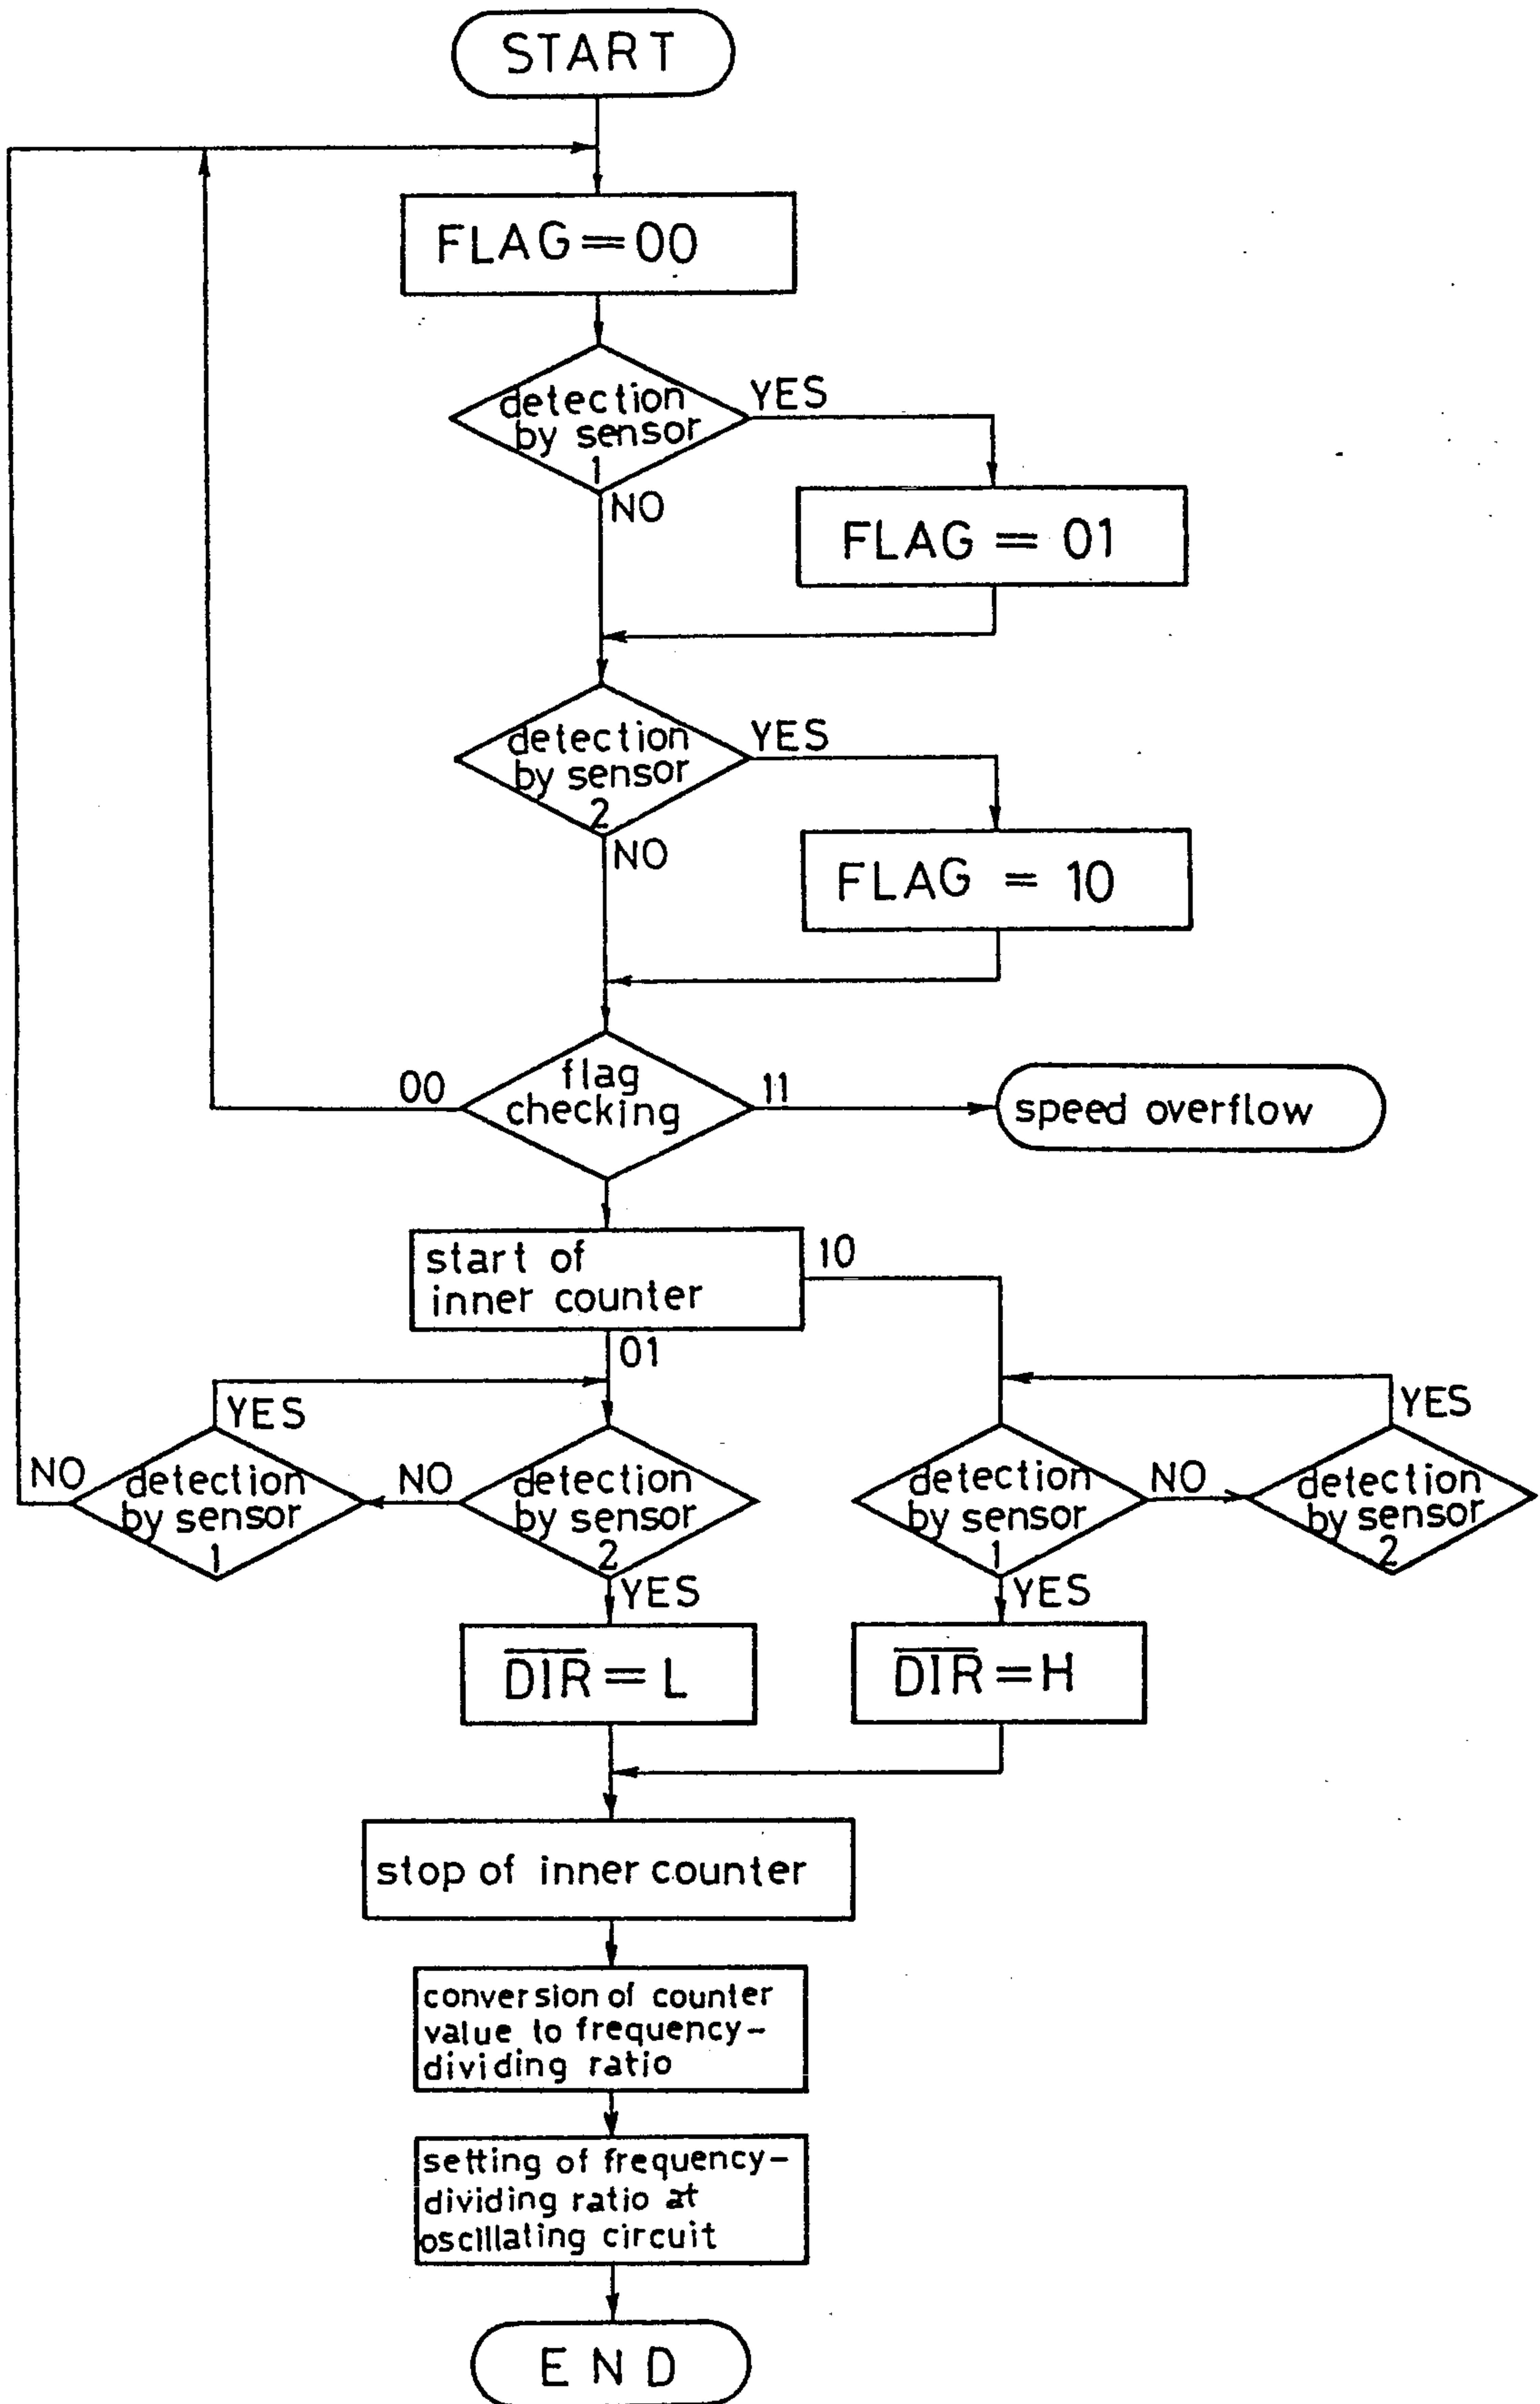 START
FLAG=00
detection
by sensor
1
YES
NO
FLAG = 01
detection
by sensor
2
YES
NO
FLAG = 10
flag
checking
00
11
speed overflow
start of
inner counter
10
01
YES
NO
detection
by sensor
1
NO
detection
by sensor
2
YES
detection
by sensor
1
NO
YES
detection
by sensor
2
YES
D̅I̅R̅=L
D̅I̅R̅=H
stop of inner counter
conversion of counter
value to frequency-
dividing ratio
setting of frequency-
dividing ratio at
oscillating circuit
END